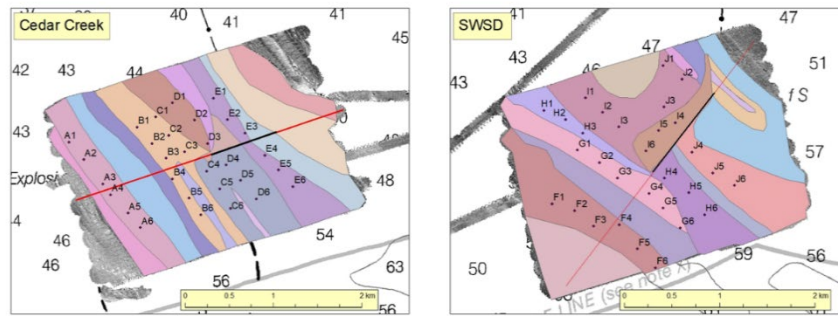 Cedar Creek
40
41
45
42
43
44
D1
E1
C1
B1
C2
D2
E2
A1
B2
D3
E3
43
A2
B3
C3
E4
48
Explosi
A3
A4
B4
C4
D4
D5
E5
E6
C5
A5
B5
D6
A6
B6
C6
46
46
54
56
63
56
0
0.5
1
2 km
SWSD
41
47
43
46
47
J1
J2
I1
H1
H2
I2
J3
H3
I3
I5
I4
f S
G1
I6
J4
57
G2
G3
H4
J5
J6
G4
H5
F1
F2
G5
H6
F3
F4
G6
F5
F6
50
59
56
E LINE (see note X)
0
0.5
1
2 km